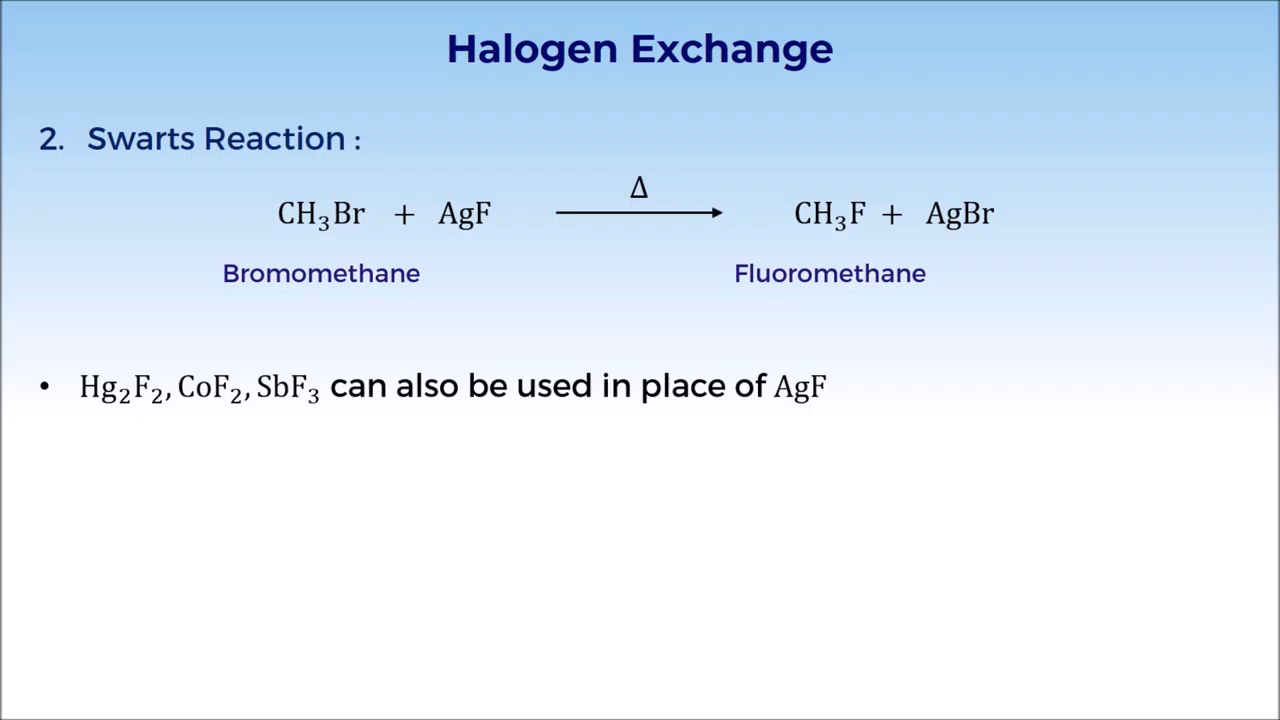 Halogen Exchange
2. Swarts Reaction :
Δ
CH₃Br + AgF ⟶ CH₃F + AgBr
Bromomethane Fluoromethane
• Hg₂F₂, CoF₂, SbF₃ can also be used in place of AgF